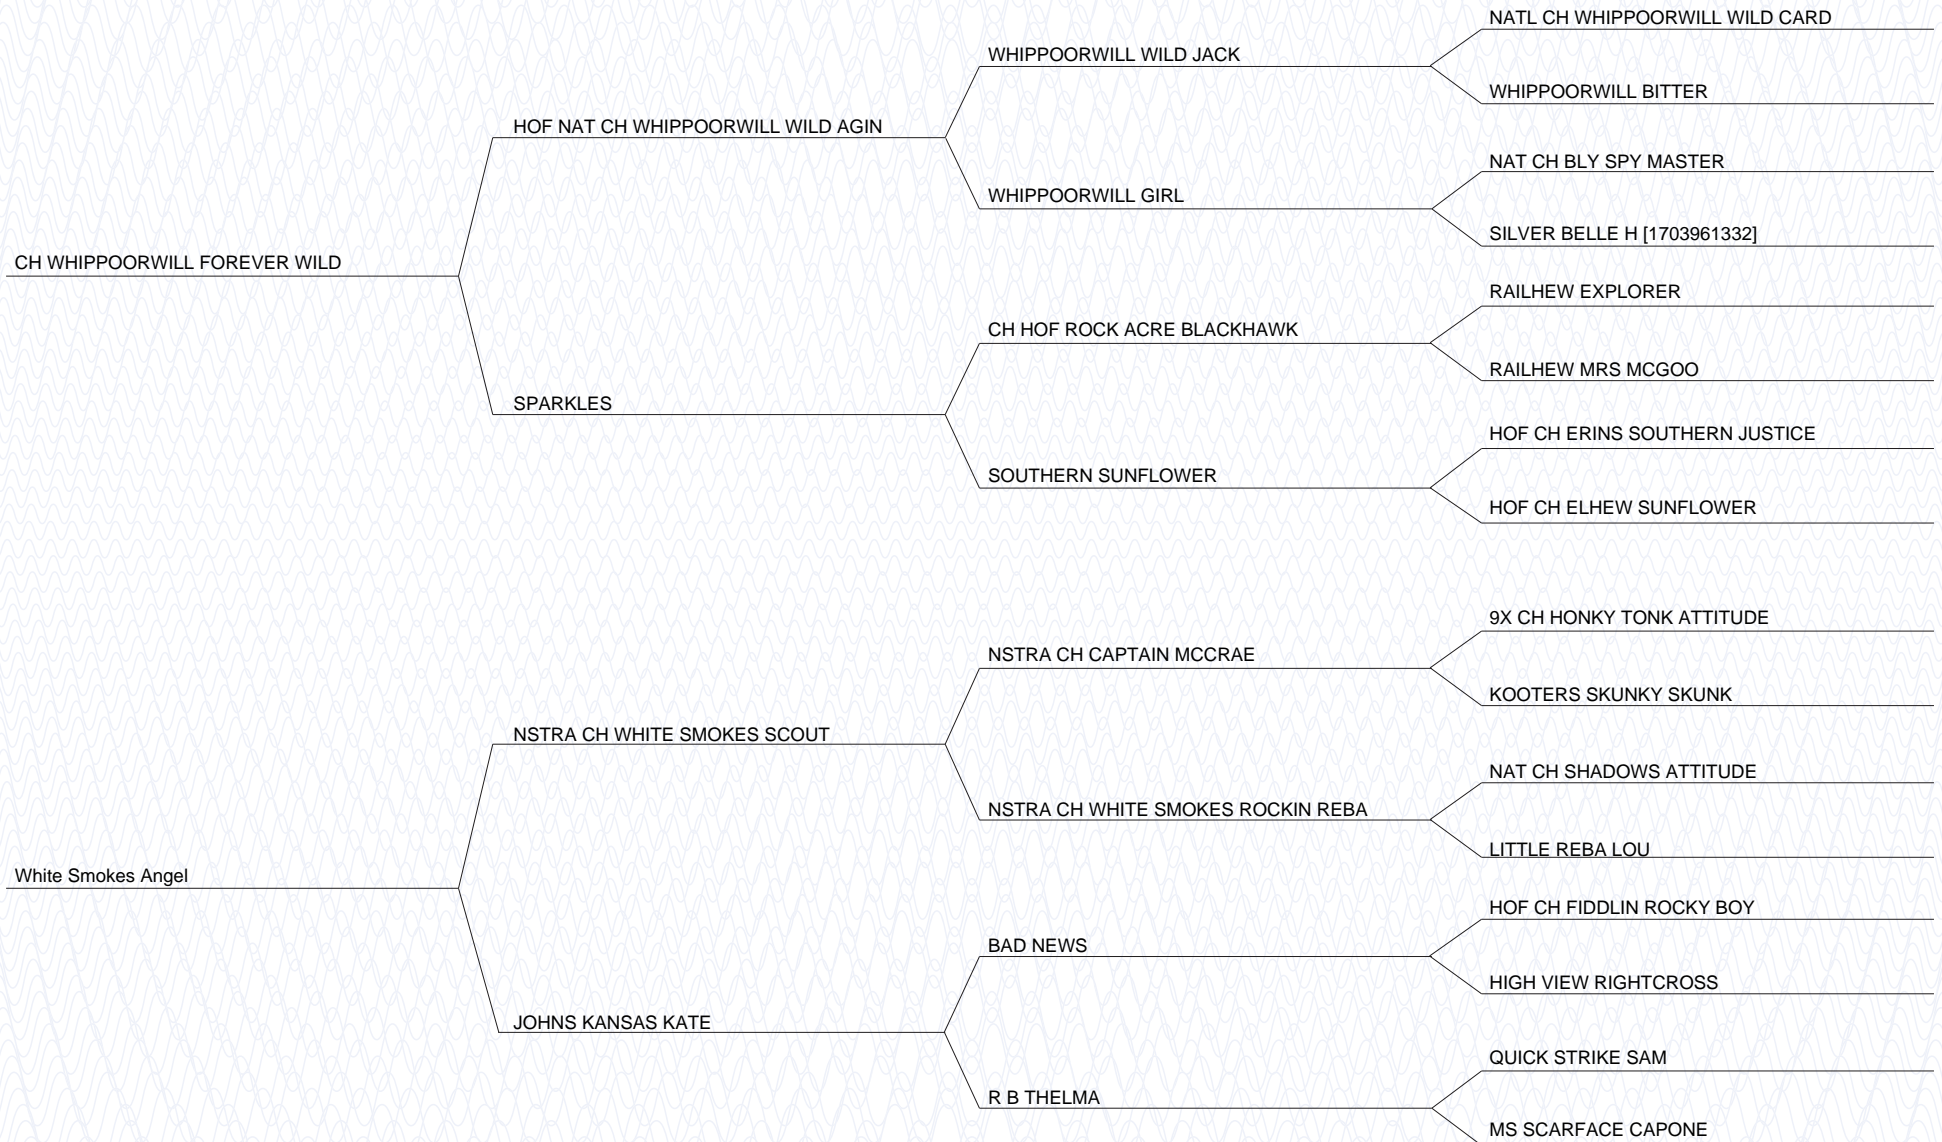 NATL CH WHIPPOORWILL WILD CARD
WHIPPOORWILL WILD JACK
WHIPPOORWILL BITTER
HOF NAT CH WHIPPOORWILL WILD AGIN
NAT CH BLY SPY MASTER
WHIPPOORWILL GIRL
SILVER BELLE H [1703961332]
CH WHIPPOORWILL FOREVER WILD
RAILHEW EXPLORER
CH HOF ROCK ACRE BLACKHAWK
RAILHEW MRS MCGOO
SPARKLES
HOF CH ERINS SOUTHERN JUSTICE
SOUTHERN SUNFLOWER
HOF CH ELHEW SUNFLOWER
9X CH HONKY TONK ATTITUDE
NSTRA CH CAPTAIN MCCRAE
KOOTERS SKUNKY SKUNK
NSTRA CH WHITE SMOKES SCOUT
NAT CH SHADOWS ATTITUDE
NSTRA CH WHITE SMOKES ROCKIN REBA
LITTLE REBA LOU
White Smokes Angel
HOF CH FIDDLIN ROCKY BOY
BAD NEWS
HIGH VIEW RIGHTCROSS
JOHNS KANSAS KATE
QUICK STRIKE SAM
R B THELMA
MS SCARFACE CAPONE